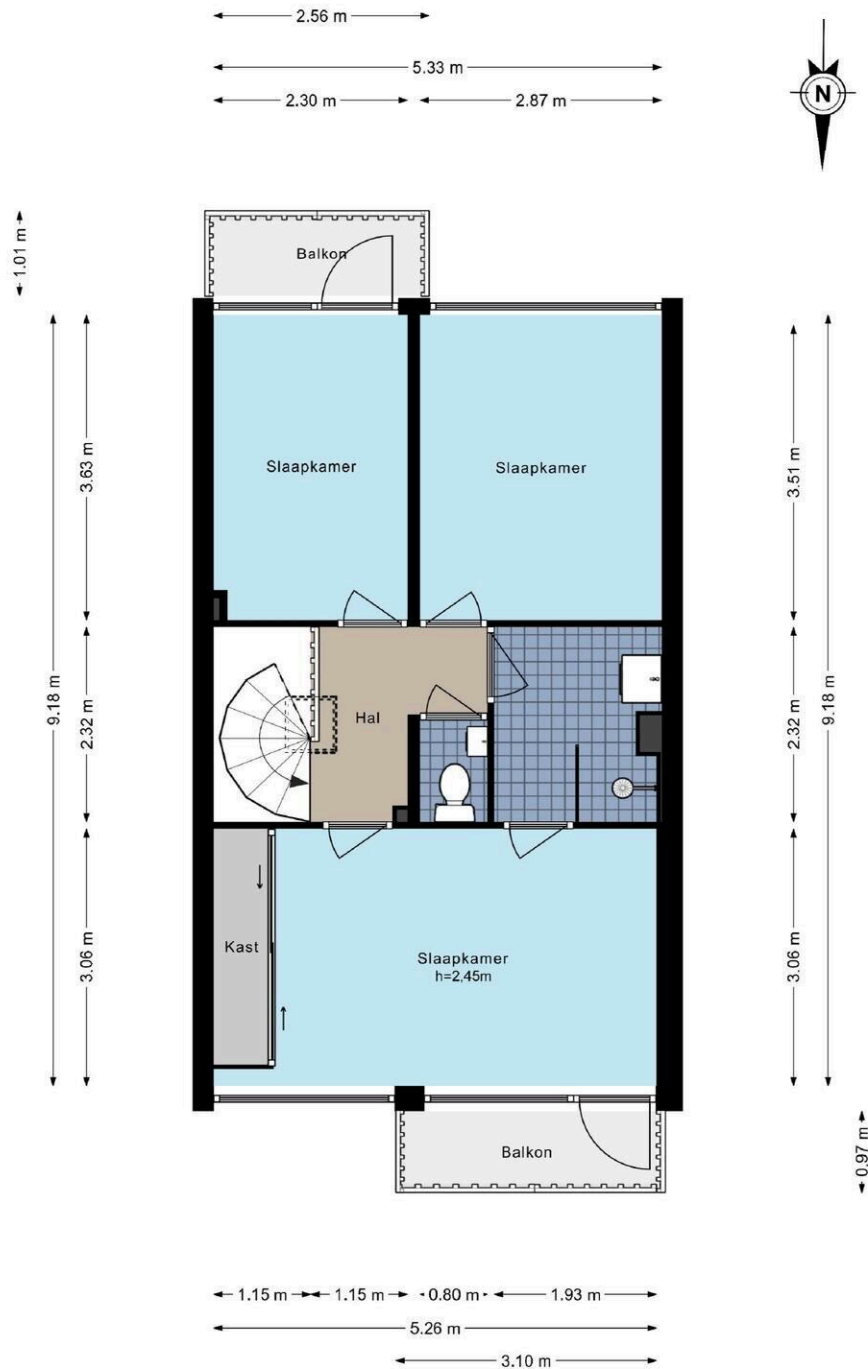 2.56 m
5.33 m
2.30 m
2.87 m
N
1.01 m
Balkon
3.63 m
Slaapkamer
Slaapkamer
3.51 m
9.18 m
2.32 m
Hal
2.32 m
9.18 m
3.06 m
Kast
Slaapkamer
h=2,45m
3.06 m
Balkon
0.97 m
1.15 m
1.15 m
0.80 m
1.93 m
5.26 m
3.10 m